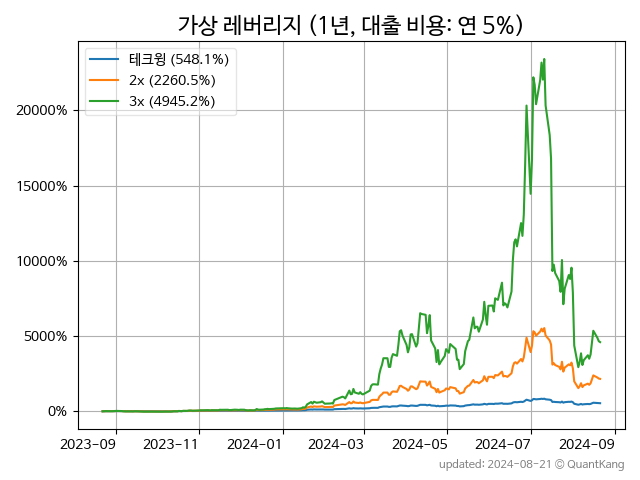 가상 레버리지 (1년, 대출 비용: 연 5%)
테크윙 (548.1%)
2x (2260.5%)
3x (4945.2%)
20000%
15000%
10000%
5000%
0%
2023-09 2023-11 2024-01 2024-03 2024-05 2024-07 2024-09
updated: 2024-08-21 © QuantKang